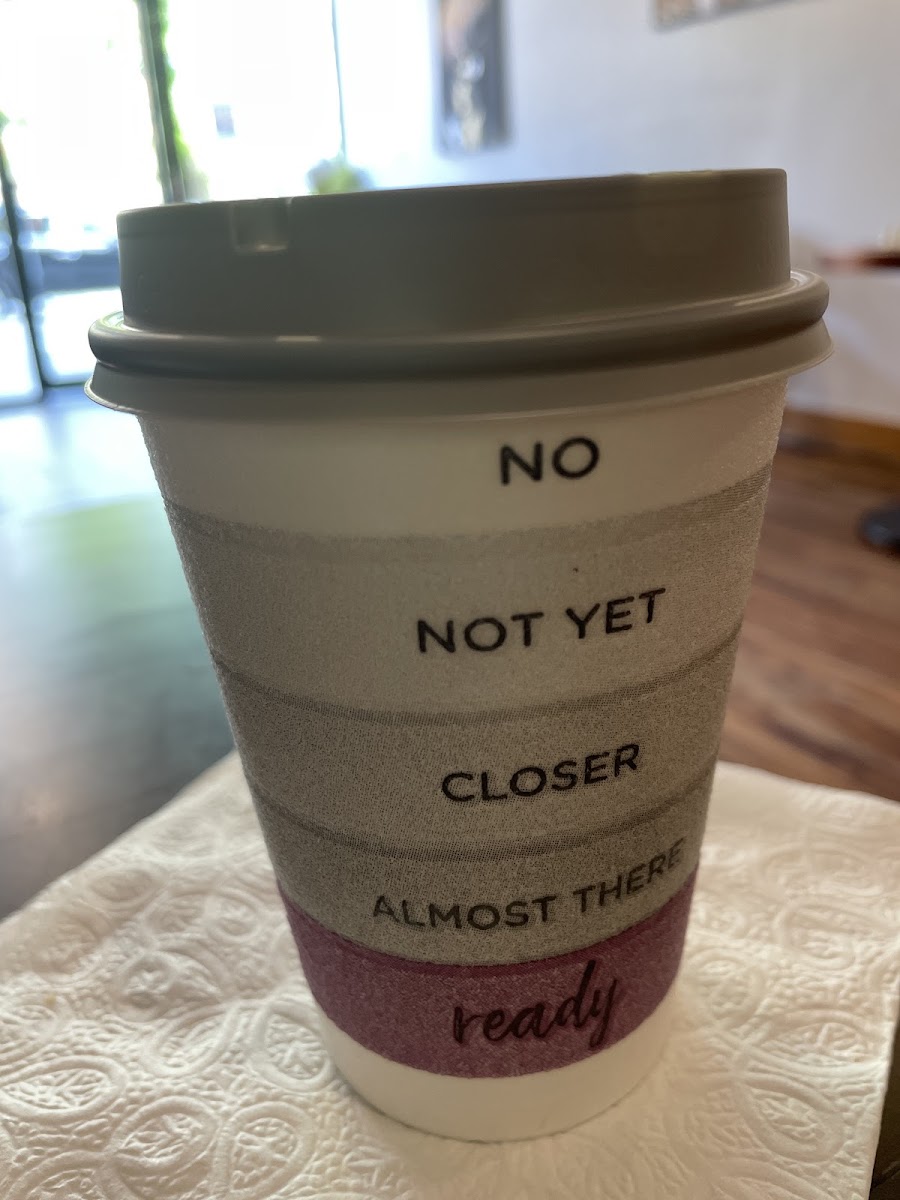 NO
NOT YET
CLOSER
ALMOST THERE
ready